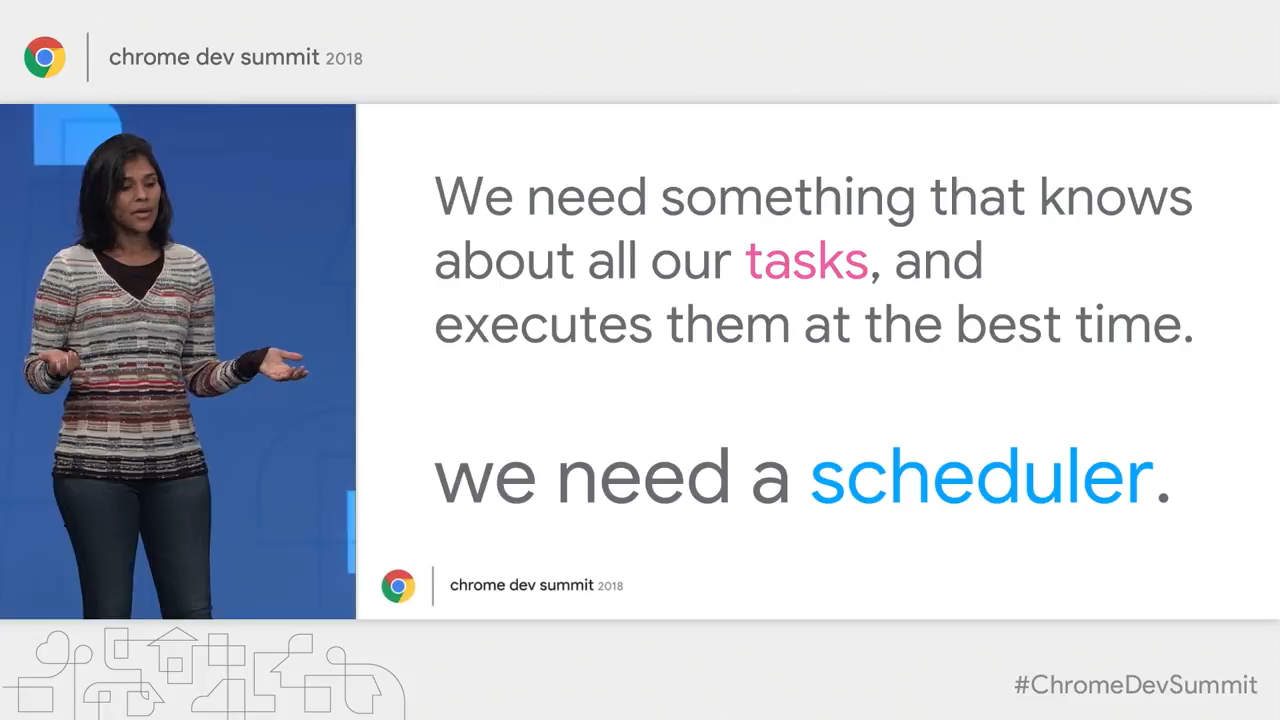 chrome dev summit 2018
We need something that knows
about all our tasks, and
executes them at the best time.
we need a scheduler.
chrome dev summit 2018
#ChromeDevSummit